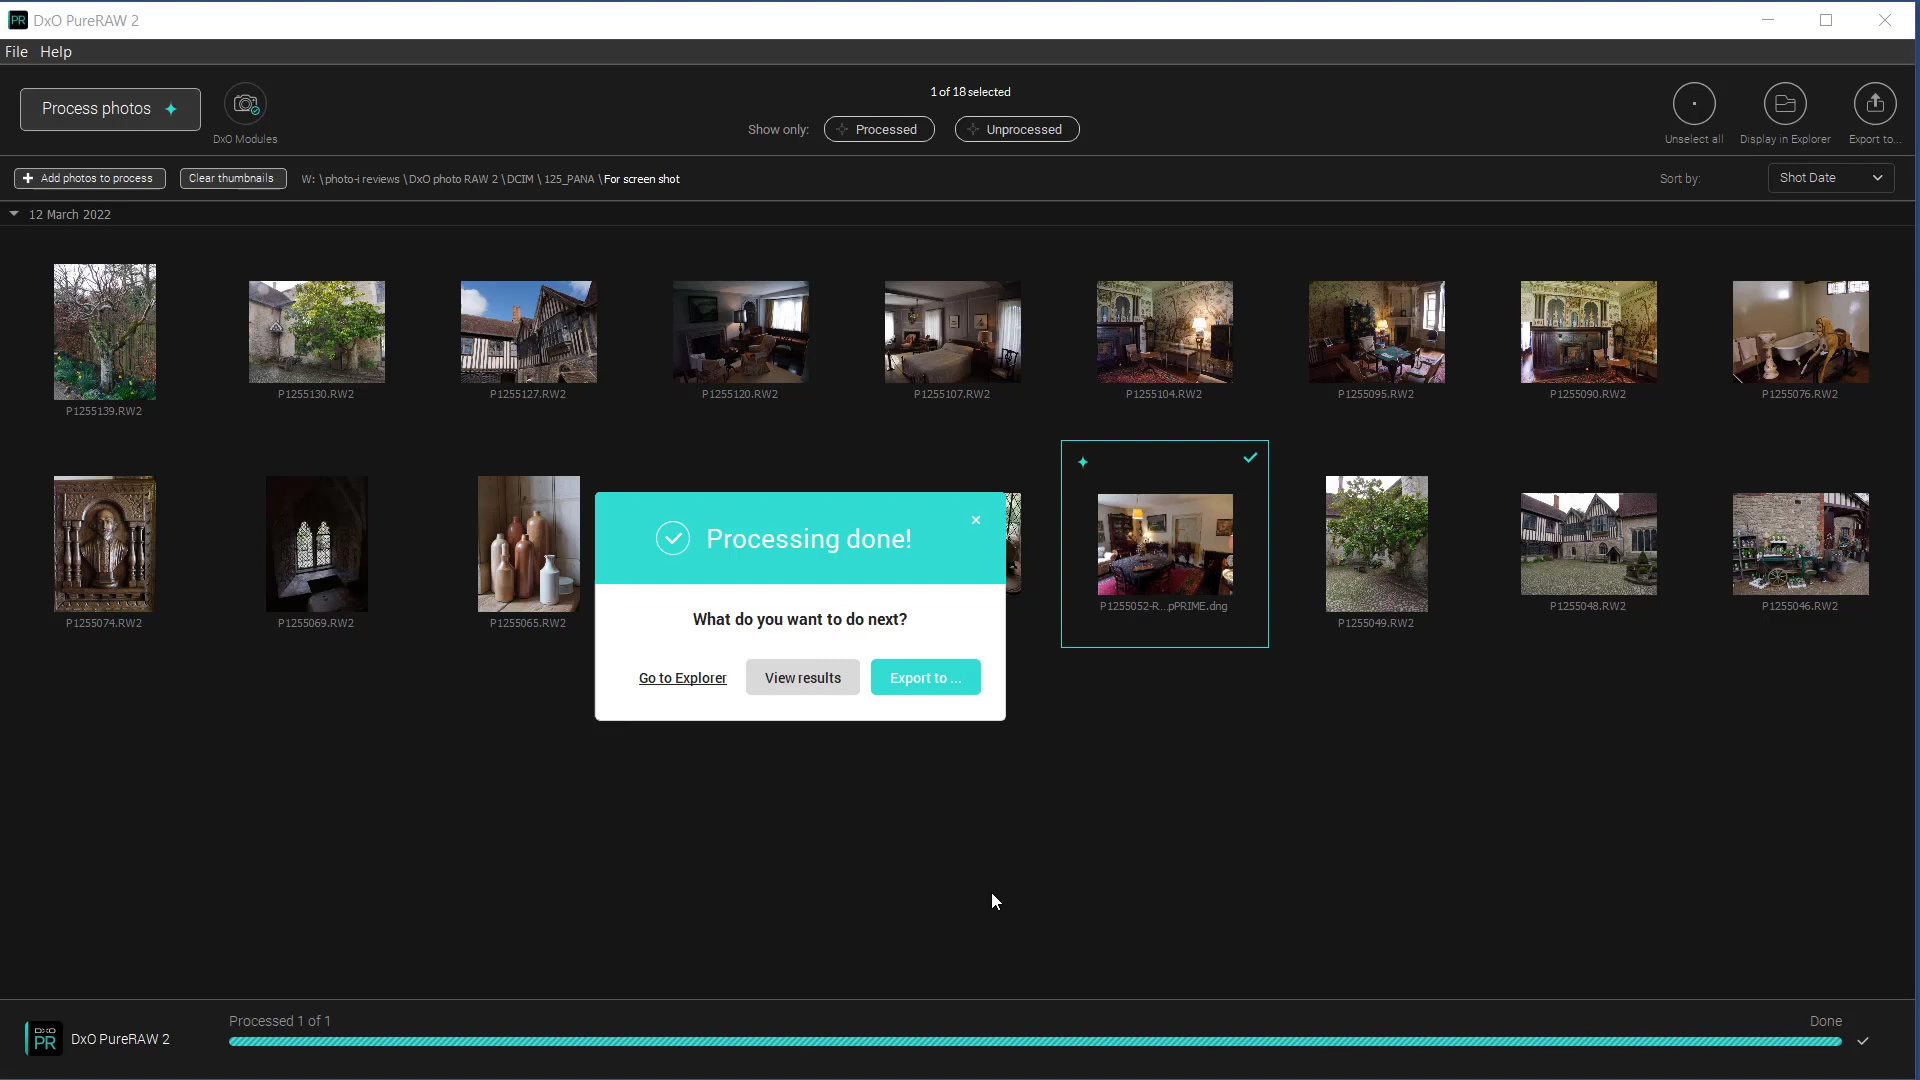 PR DxO PureRAW 2
File Help
Process photos
DxO Modules
1 of 18 selected
Show only: Processed Unprocessed
Unselect all Display in Explorer Export to...
Add photos to process Clear thumbnails W: \photo-i reviews \DxO photo RAW 2 \DCIM \ 125_PANA \For screen shot
Sort by: Shot Date
12 March 2022
P1255139.RW2 P1255130.RW2 P1255127.RW2 P1255120.RW2 P1255107.RW2 P1255104.RW2 P1255095.RW2 P1255090.RW2 P1255076.RW2
P1255074.RW2 P1255069.RW2 P1255065.RW2 P1255052-R...pPRIME.dng P1255049.RW2 P1255048.RW2 P1255046.RW2
Processing done!
What do you want to do next?
Go to Explorer View results Export to ...
Processed 1 of 1 Done
DxO PR DxO PureRAW 2